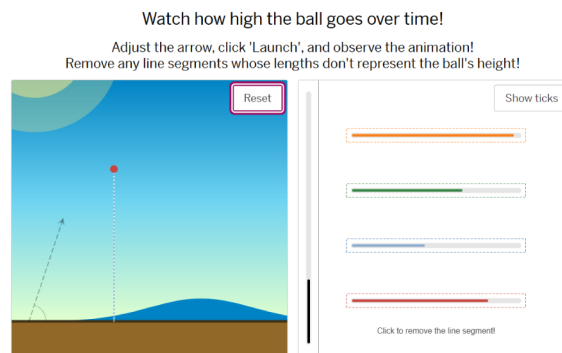 Watch how high the ball goes over time!
Adjust the arrow, click 'Launch', and observe the animation!
Remove any line segments whose lengths don't represent the ball's height!
Reset
Show ticks
Click to remove the line segment!